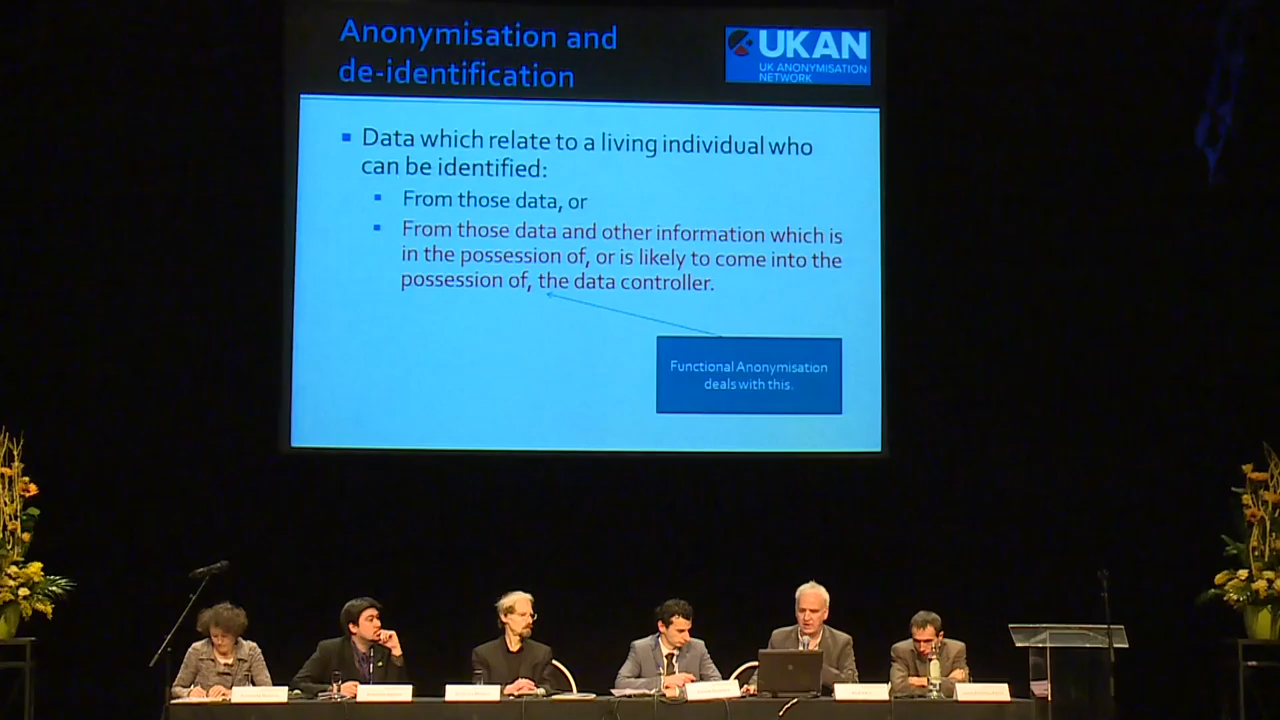 Anonymisation and
de-identification
UKAN
UK ANONYMISATION
NETWORK
Data which relate to a living individual who
can be identified:
From those data, or
From those data and other information which is
in the possession of, or is likely to come into the
possession of, the data controller.
Functional Anonymisation
deals with this.